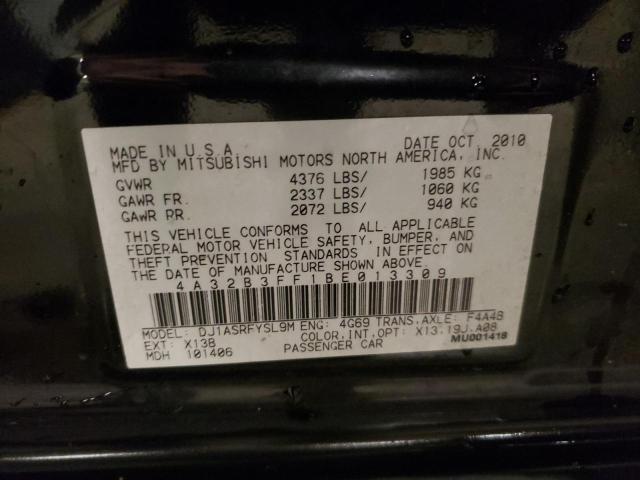 MADE IN U.S.A. DATE OCT 2010
MFD BY MITSUBISHI MOTORS NORTH AMERICA, INC.
GVWR 4376 LBS/ 1985 KG
GAWR FR. 2337 LBS/ 1060 KG
GAWR RR. 2072 LBS/ 940 KG
THIS VEHICLE CONFORMS TO ALL APPLICABLE
FEDERAL MOTOR VEHICLE SAFETY, BUMPER, AND
THEFT PREVENTION STANDARDS IN EFFECT ON
THE DATE OF MANUFACTURE SHOWN ABOVE.
4A32B3FF1BE013309
MODEL: DJ1ASRFYSL9M ENG: 4G69 TRANS.AXLE: F4A4B
EXT: X13B COLOR.INT.OPT: X13.19J.A08
MDH 101406 PASSENGER CAR MU001418